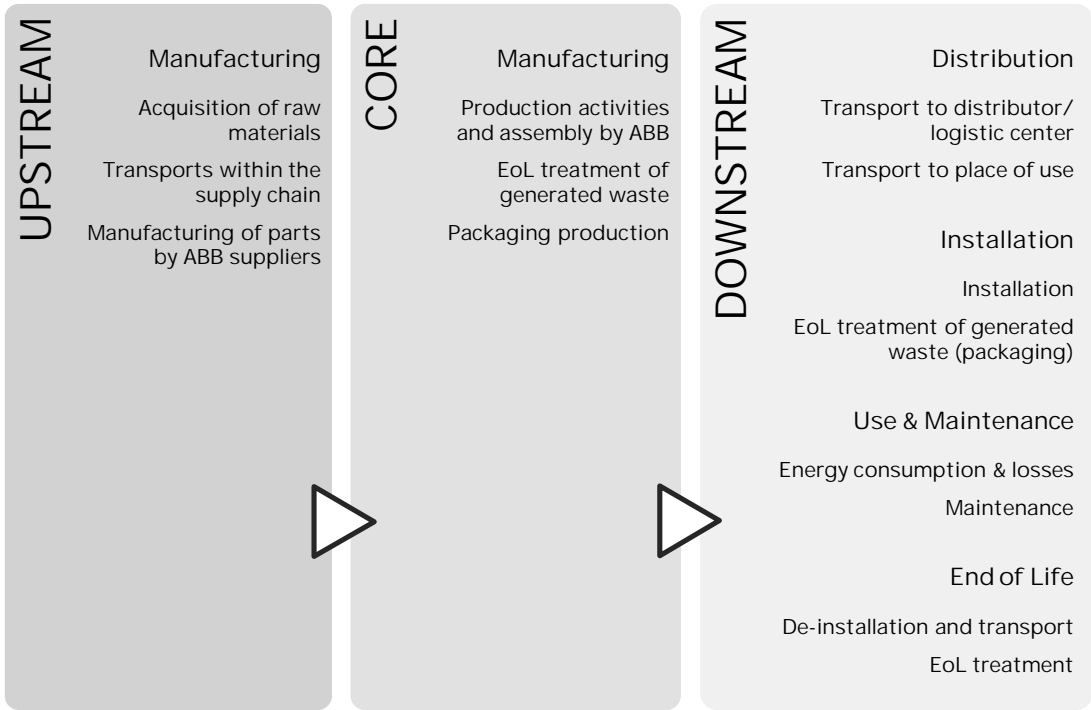 UPSTREAM
Manufacturing
Acquisition of raw
materials
Transports within the
supply chain
Manufacturing of parts
by ABB suppliers
CORE
Manufacturing
Production activities
and assembly by ABB
EoL treatment of
generated waste
Packaging production
DOWNSTREAM
Distribution
Transport to distributor/
logistic center
Transport to place of use
Installation
Installation
EoL treatment of generated
waste (packaging)
Use & Maintenance
Energy consumption & losses
Maintenance
End of Life
De-installation and transport
EoL treatment